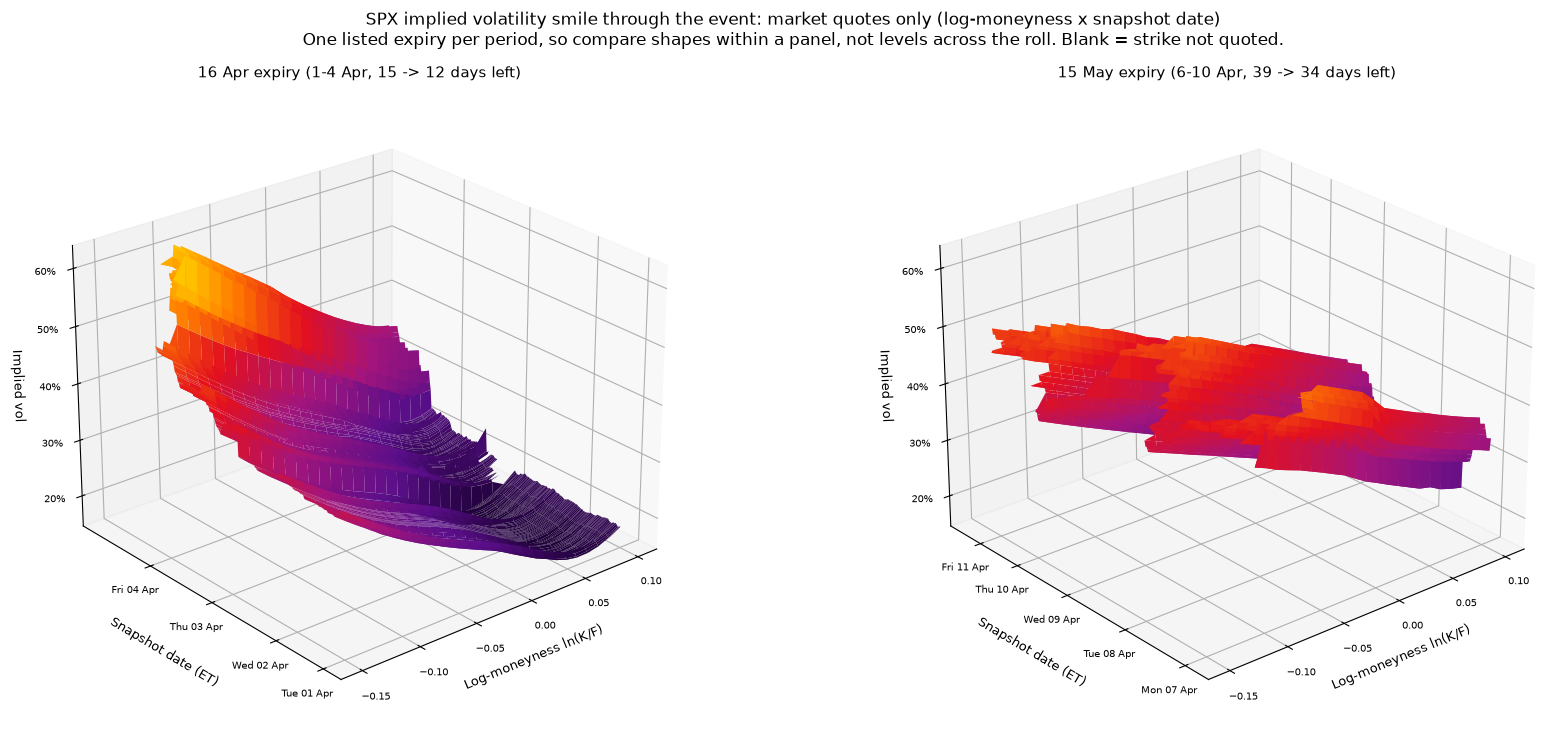 SPX implied volatility smile through the event: market quotes only (log-moneyness x snapshot date)
One listed expiry per period, so compare shapes within a panel, not levels across the roll. Blank = strike not quoted.
16 Apr expiry (1-4 Apr, 15 -> 12 days left)
60%
50%
40%
30%
20%
Implied vol
Fri 04 Apr
Thu 03 Apr
Wed 02 Apr
Tue 01 Apr
Snapshot date (ET)
−0.15
−0.10
−0.05
0.00
0.05
0.10
Log-moneyness ln(K/F)
15 May expiry (6-10 Apr, 39 -> 34 days left)
60%
50%
40%
30%
20%
Implied vol
Fri 11 Apr
Thu 10 Apr
Wed 09 Apr
Tue 08 Apr
Mon 07 Apr
Snapshot date (ET)
−0.15
−0.10
−0.05
0.00
0.05
0.10
Log-moneyness ln(K/F)